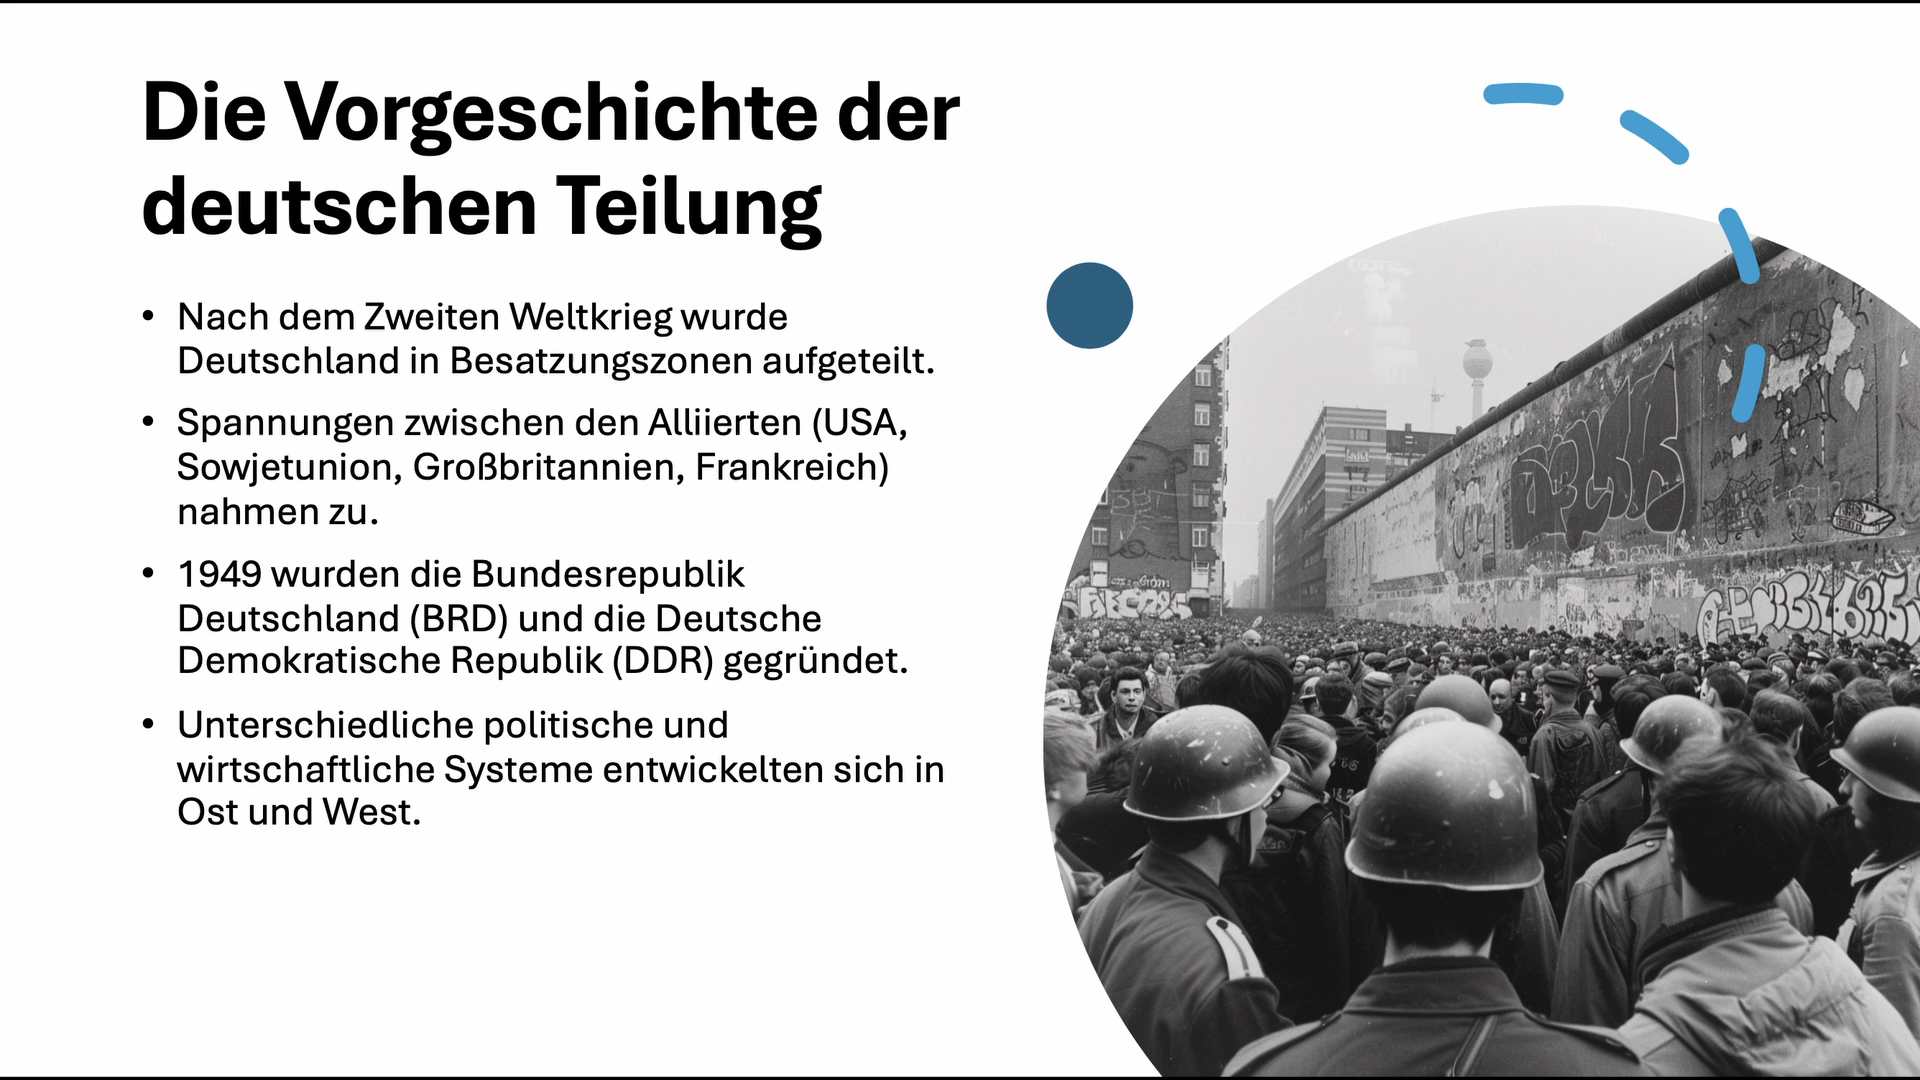 Die Vorgeschichte der
deutschen Teilung
• Nach dem Zweiten Weltkrieg wurde
Deutschland in Besatzungszonen aufgeteilt.
• Spannungen zwischen den Alliierten (USA,
Sowjetunion, Großbritannien, Frankreich)
nahmen zu.
• 1949 wurden die Bundesrepublik
Deutschland (BRD) und die Deutsche
Demokratische Republik (DDR) gegründet.
• Unterschiedliche politische und
wirtschaftliche Systeme entwickelten sich in
Ost und West.